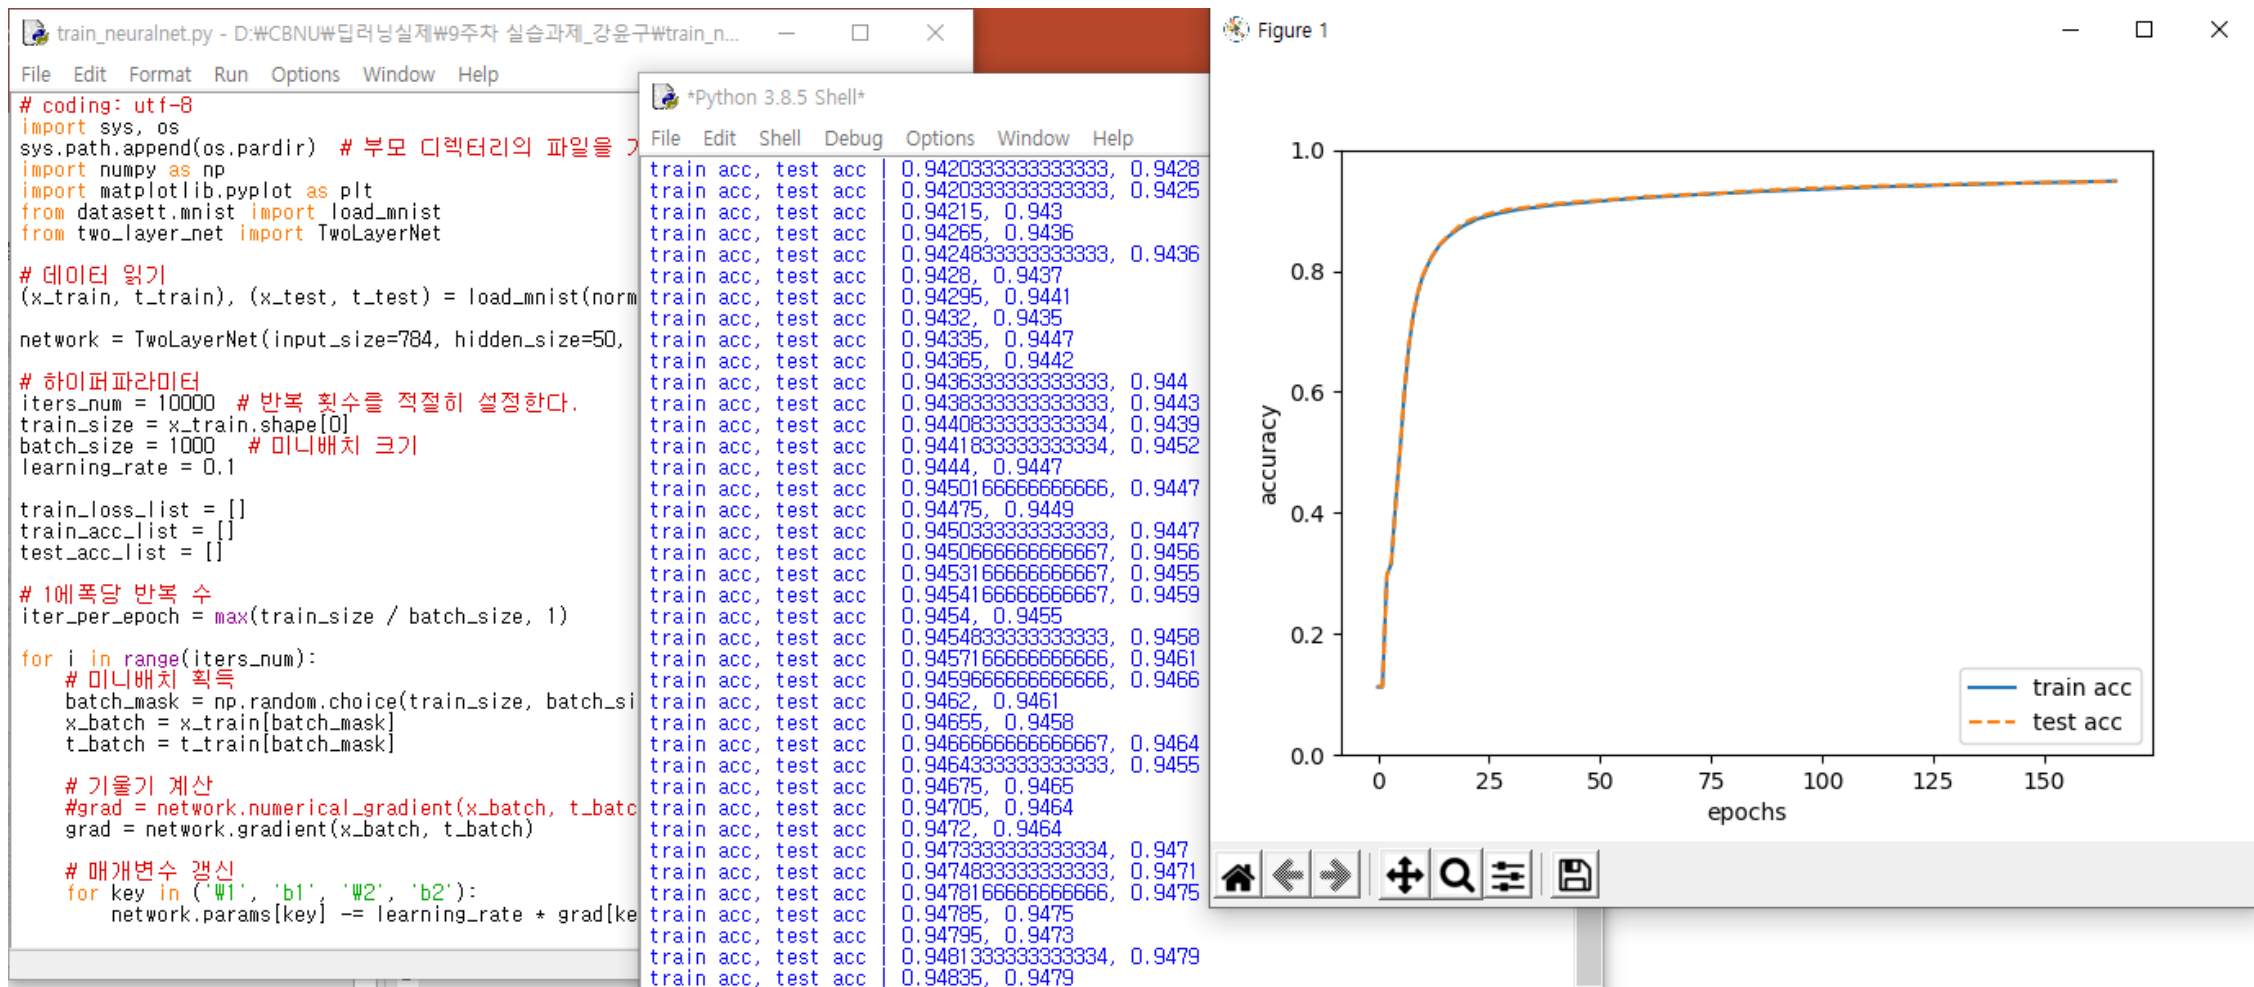 train_neuralnet.py - D:₩CBNU₩딥러닝실제₩9주차 실습과제_강윤구₩train_n...
File Edit Format Run Options Window Help
# coding: utf-8
import sys, os
sys.path.append(os.pardir) # 부모 디렉터리의 파일을
import numpy as np
import matplotlib.pyplot as plt
from datasett.mnist import load_mnist
from two_layer_net import TwoLayerNet
# 데이터 읽기
(x_train, t_train), (x_test, t_test) = load_mnist(norm
network = TwoLayerNet(input_size=784, hidden_size=50,
# 하이퍼파라미터
iters_num = 10000 # 반복 횟수를 적절히 설정한다.
train_size = x_train.shape[0]
batch_size = 1000 # 미니배치 크기
learning_rate = 0.1
train_loss_list = []
train_acc_list = []
test_acc_list = []
# 1에폭당 반복 수
iter_per_epoch = max(train_size / batch_size, 1)
for i in range(iters_num):
# 미니배치 획득
batch_mask = np.random.choice(train_size, batch_si
x_batch = x_train[batch_mask]
t_batch = t_train[batch_mask]
# 기울기 계산
#grad = network.numerical_gradient(x_batch, t_batc
grad = network.gradient(x_batch, t_batch)
# 매개변수 갱신
for key in ('W1', 'b1', 'W2', 'b2'):
network.params[key] -= learning_rate * grad[ke
*Python 3.8.5 Shell*
File Edit Shell Debug Options Window Help
train acc, test acc | 0.9420333333333333, 0.9428
train acc, test acc | 0.9420333333333333, 0.9425
train acc, test acc | 0.94215, 0.943
train acc, test acc | 0.94265, 0.9436
train acc, test acc | 0.9424833333333333, 0.9436
train acc, test acc | 0.9428, 0.9437
train acc, test acc | 0.94295, 0.9441
train acc, test acc | 0.9432, 0.9435
train acc, test acc | 0.94335, 0.9447
train acc, test acc | 0.94365, 0.9442
train acc, test acc | 0.9436333333333333, 0.944
train acc, test acc | 0.9438333333333333, 0.9443
train acc, test acc | 0.9440833333333334, 0.9439
train acc, test acc | 0.9441833333333334, 0.9452
train acc, test acc | 0.9444, 0.9447
train acc, test acc | 0.9450166666666666, 0.9447
train acc, test acc | 0.94475, 0.9449
train acc, test acc | 0.9450333333333333, 0.9447
train acc, test acc | 0.9450666666666667, 0.9456
train acc, test acc | 0.9453166666666667, 0.9455
train acc, test acc | 0.9454166666666667, 0.9459
train acc, test acc | 0.9454, 0.9455
train acc, test acc | 0.9454833333333333, 0.9458
train acc, test acc | 0.9457166666666666, 0.9461
train acc, test acc | 0.9459666666666666, 0.9466
train acc, test acc | 0.9462, 0.9461
train acc, test acc | 0.94655, 0.9458
train acc, test acc | 0.9466666666666667, 0.9464
train acc, test acc | 0.9464333333333333, 0.9455
train acc, test acc | 0.94675, 0.9465
train acc, test acc | 0.94705, 0.9464
train acc, test acc | 0.9472, 0.9464
train acc, test acc | 0.9473333333333334, 0.947
train acc, test acc | 0.9474833333333333, 0.9471
train acc, test acc | 0.9478166666666666, 0.9475
train acc, test acc | 0.94785, 0.9475
train acc, test acc | 0.94795, 0.9473
train acc, test acc | 0.9481333333333334, 0.9479
train acc, test acc | 0.94835, 0.9479
Figure 1
1.0
0.8
0.6
0.4
0.2
0.0
accuracy
0 25 50 75 100 125 150
epochs
train acc
test acc